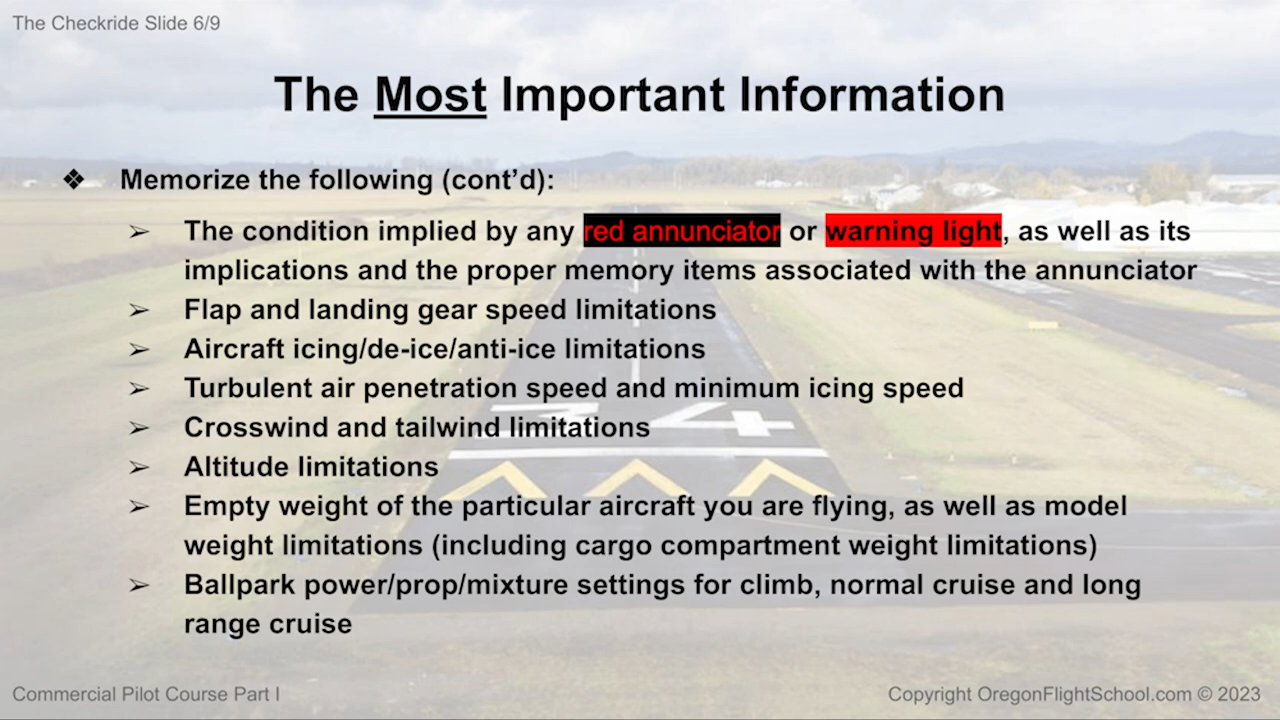 The Checkride Slide 6/9
The Most Important Information
❖ Memorize the following (cont’d):
➢ The condition implied by any red annunciator or warning light, as well as its
implications and the proper memory items associated with the annunciator
➢ Flap and landing gear speed limitations
➢ Aircraft icing/de-ice/anti-ice limitations
➢ Turbulent air penetration speed and minimum icing speed
➢ Crosswind and tailwind limitations
➢ Altitude limitations
➢ Empty weight of the particular aircraft you are flying, as well as model
weight limitations (including cargo compartment weight limitations)
➢ Ballpark power/prop/mixture settings for climb, normal cruise and long
range cruise
34
Commercial Pilot Course Part I
Copyright OregonFlightSchool.com © 2023